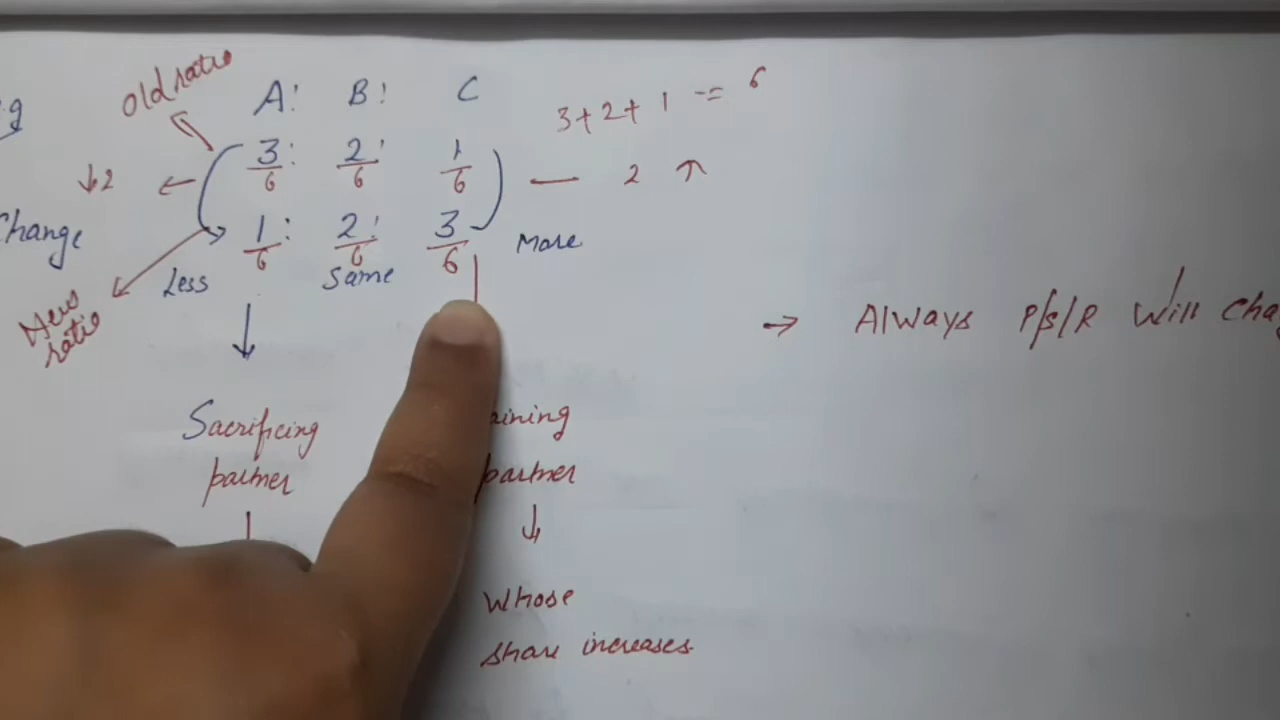 Old ratio
A: B: C
3+2+1 = 6
3/6 : 2/6 : 1/6
↓2 ← — 2 ↑
Change
1/6 : 2/6 : 3/6 More
Less Same
New
ratio
→ Always P/S/R Will
Sacrificing
partner
aining
partner
↓
Whose
share increases